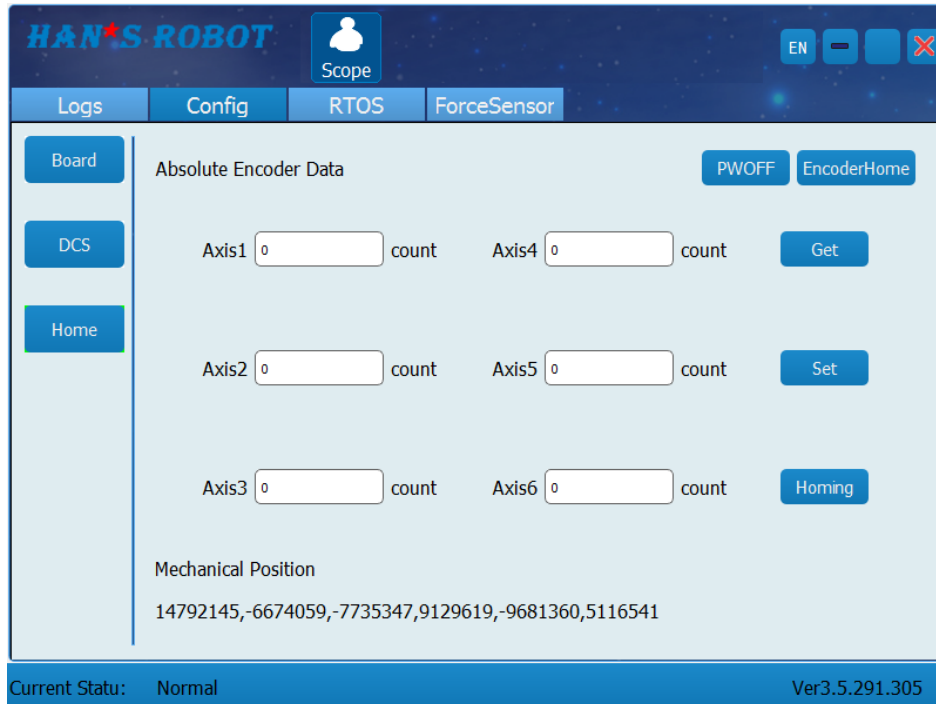 HAN*S ROBOT
Scope
EN
Logs Config RTOS ForceSensor
Board
Absolute Encoder Data
PWOFF EncoderHome
DCS
Axis1 0 count Axis4 0 count Get
Home
Axis2 0 count Axis5 0 count Set
Axis3 0 count Axis6 0 count Homing
Mechanical Position
14792145,-6674059,-7735347,9129619,-9681360,5116541
Current Statu: Normal Ver3.5.291.305